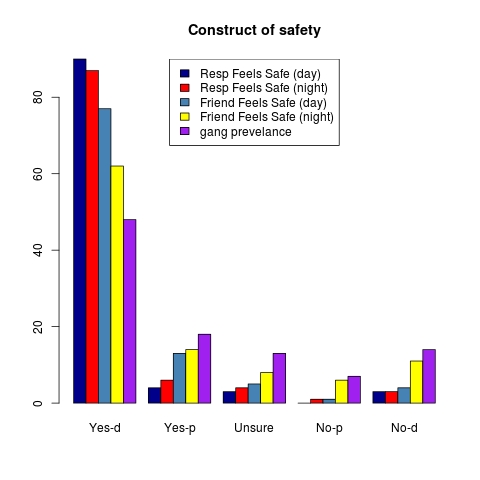 Construct of safety
Resp Feels Safe (day)
Resp Feels Safe (night)
Friend Feels Safe (day)
Friend Feels Safe (night)
gang prevelance
80
60
40
20
0
Yes-d Yes-p Unsure No-p No-d